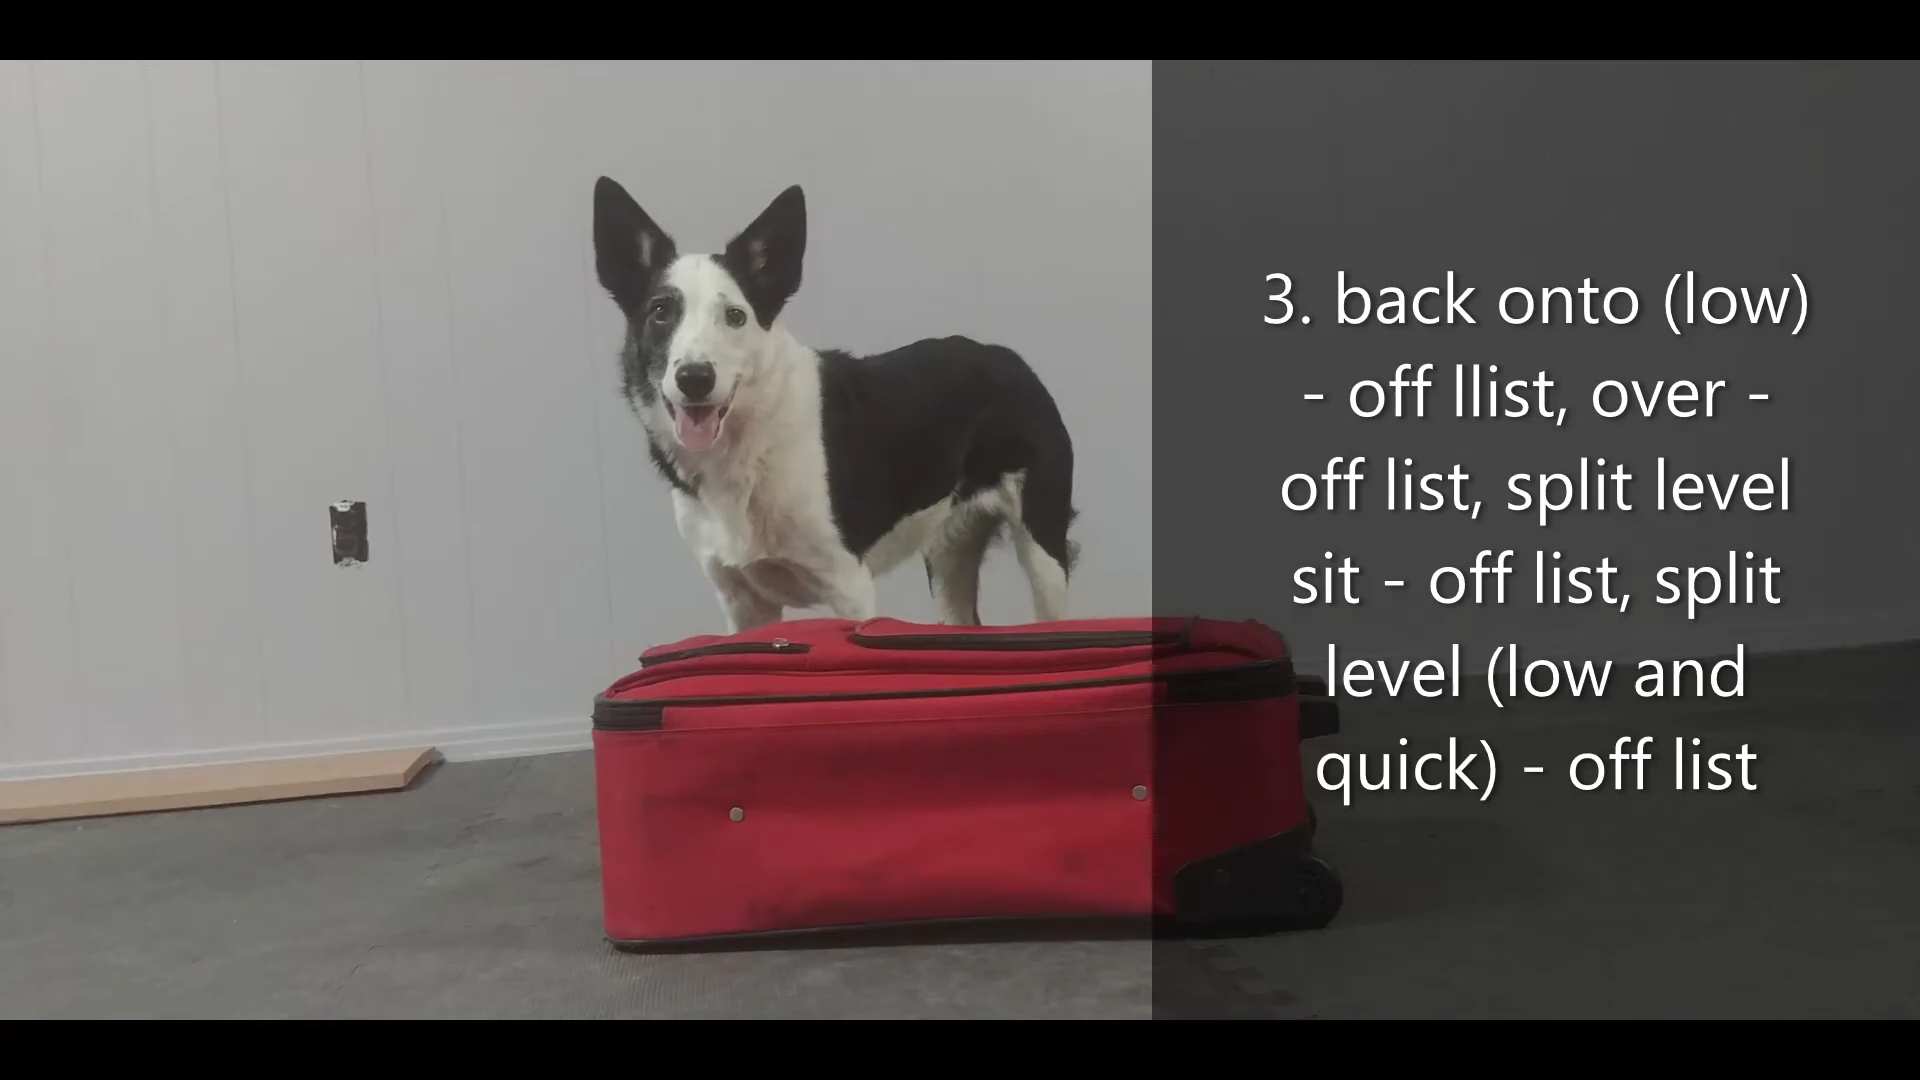 3. back onto (low)
- off llist, over -
off list, split level
sit - off list, split
level (low and
quick) - off list